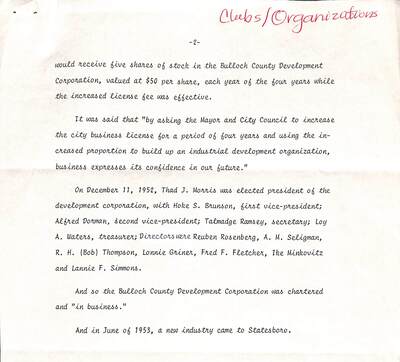 Clubs/Organizations
-2-
would receive five shares of stock in the Bulloch County Development
Corporation, valued at $50 per share, each year of the four years while
the increased license fee was effective.
It was said that "by asking the Mayor and City Council to increase
the city business license for a period of four years and using the in-
creased proportion to build up an industrial development organization,
business expresses its confidence in our future."
On December 11, 1952, Thad J. Morris was elected president of the
development corporation, with Hoke S. Brunson, first vice-president;
Alfred Dorman, second vice-president; Talmadge Ramsey, secretary; Loy
A. Waters, treasurer; Directors were Reuben Rosenberg, A. M. Seligman,
R. H. (Bob) Thompson, Lonnie Griner, Fred F. Fletcher, Ike Minkovitz
and Lannie F. Simmons.
And so the Bulloch County Development Corporation was chartered
and "in business."
And in June of 1953, a new industry came to Statesboro.